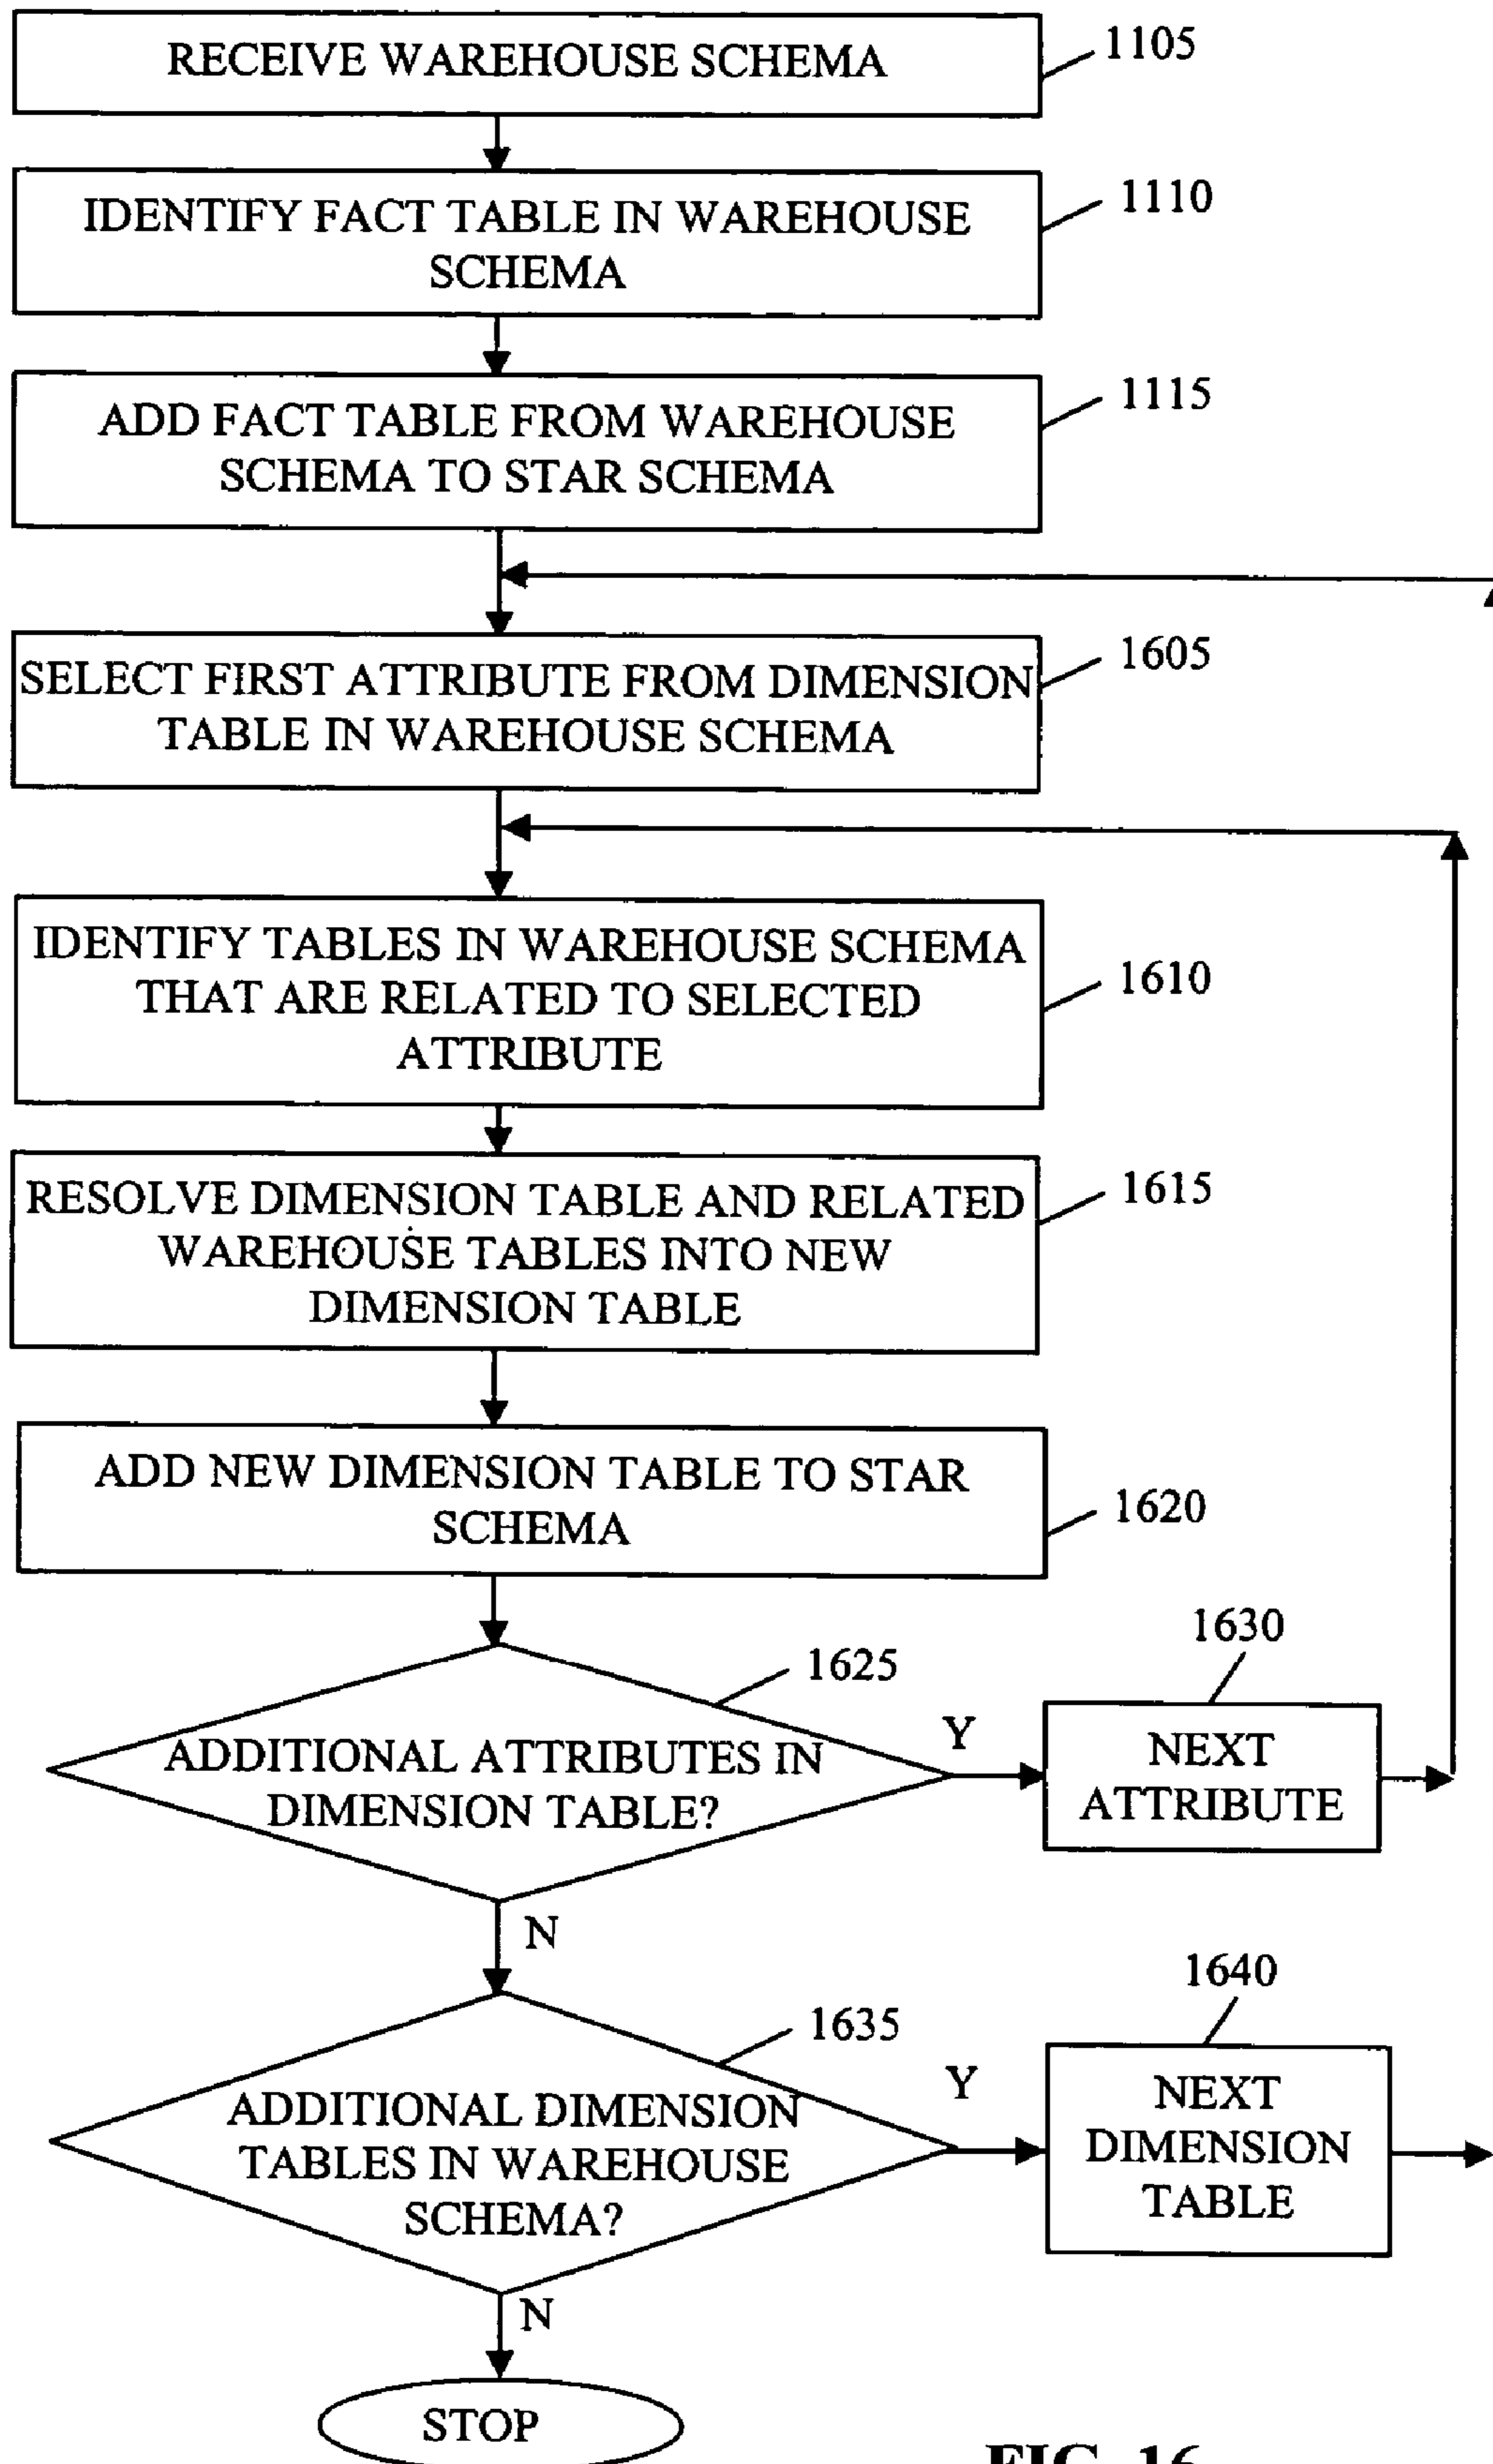 RECEIVE WAREHOUSE SCHEMA
1105
IDENTIFY FACT TABLE IN WAREHOUSE
SCHEMA
1110
ADD FACT TABLE FROM WAREHOUSE
SCHEMA TO STAR SCHEMA
1115
SELECT FIRST ATTRIBUTE FROM DIMENSION
TABLE IN WAREHOUSE SCHEMA
1605
IDENTIFY TABLES IN WAREHOUSE SCHEMA
THAT ARE RELATED TO SELECTED
ATTRIBUTE
1610
RESOLVE DIMENSION TABLE AND RELATED
WAREHOUSE TABLES INTO NEW
DIMENSION TABLE
1615
ADD NEW DIMENSION TABLE TO STAR
SCHEMA
1620
ADDITIONAL ATTRIBUTES IN
DIMENSION TABLE?
1625
Y
NEXT
ATTRIBUTE
1630
N
ADDITIONAL DIMENSION
TABLES IN WAREHOUSE
SCHEMA?
1635
Y
NEXT
DIMENSION
TABLE
1640
N
STOP
FIG. 16